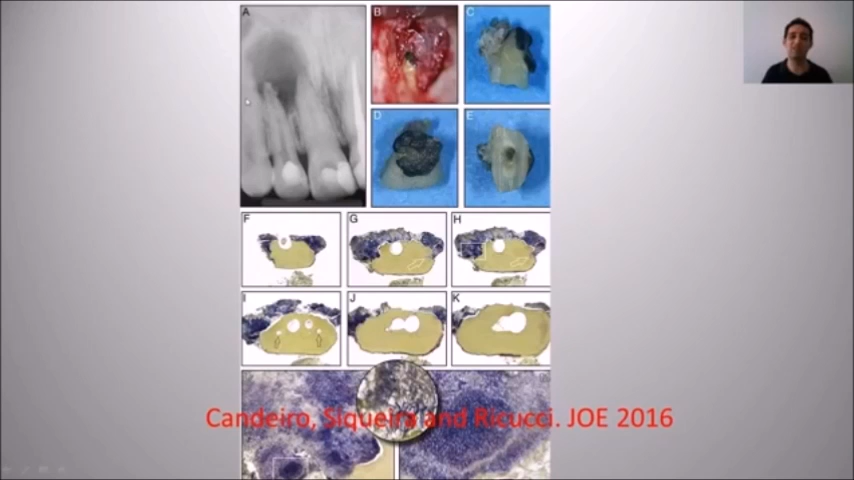 A
B
C
D
E
F
G
H
I
J
K
Candeiro, Siqueira and Ricucci. JOE 2016